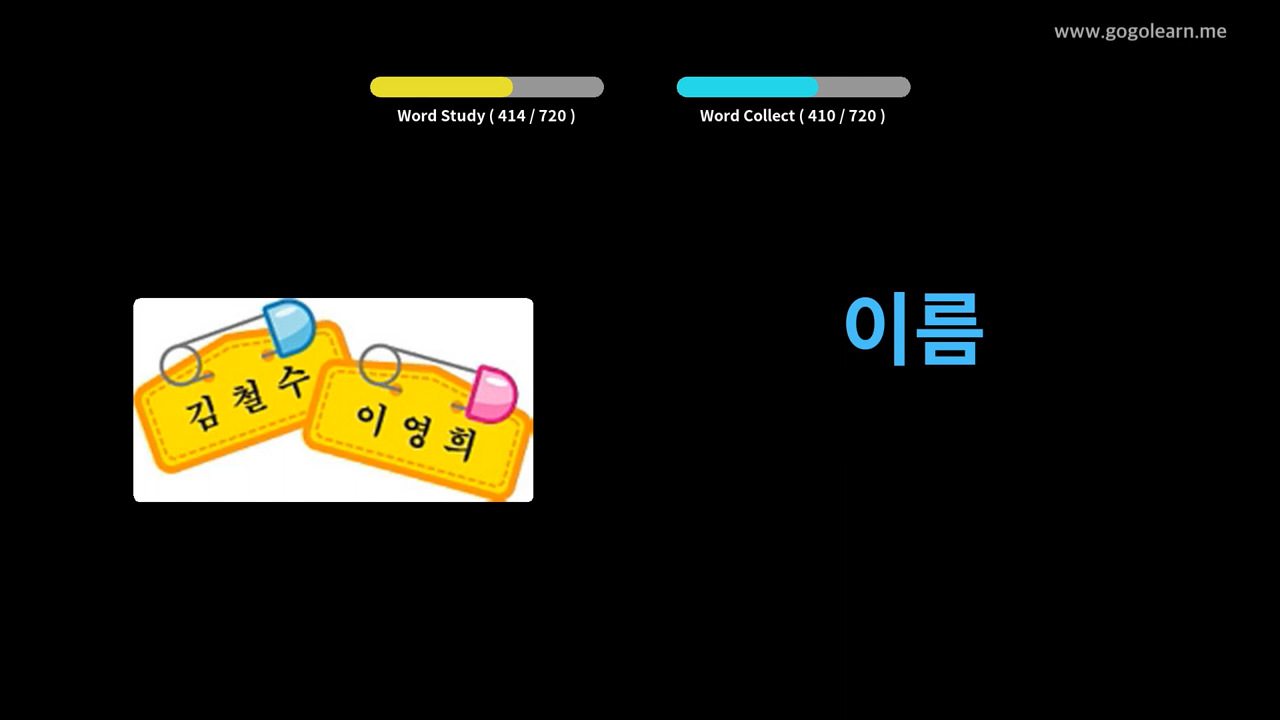 www.gogolearn.me
Word Study ( 414 / 720 )
Word Collect ( 410 / 720 )
김 철 수
이 영 희
이름